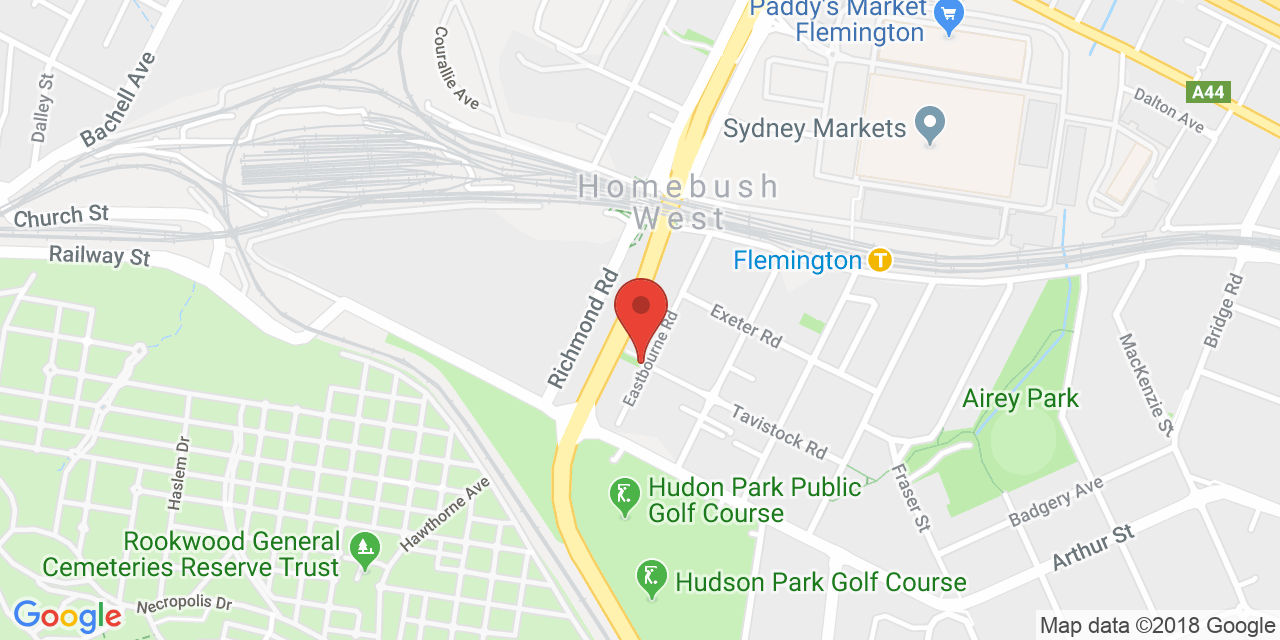 Paddy's Market
Flemington
A44
Courallie Ave
Dalley St
Bachell Ave
Dalton Ave
Sydney Markets
Homebush
West
Church St
Railway St
Flemington
T
Richmond Rd
Eastbourne Rd
Exeter Rd
Bridge Rd
MacKenzie St
Airey Park
Tavistock Rd
Haslem Dr
Hawthorne Ave
Hudon Park Public
Golf Course
Fraser St
Badgery Ave
Arthur St
Rookwood General
Cemeteries Reserve Trust
Hudson Park Golf Course
Necropolis Dr
Google
Map data ©2018 Google